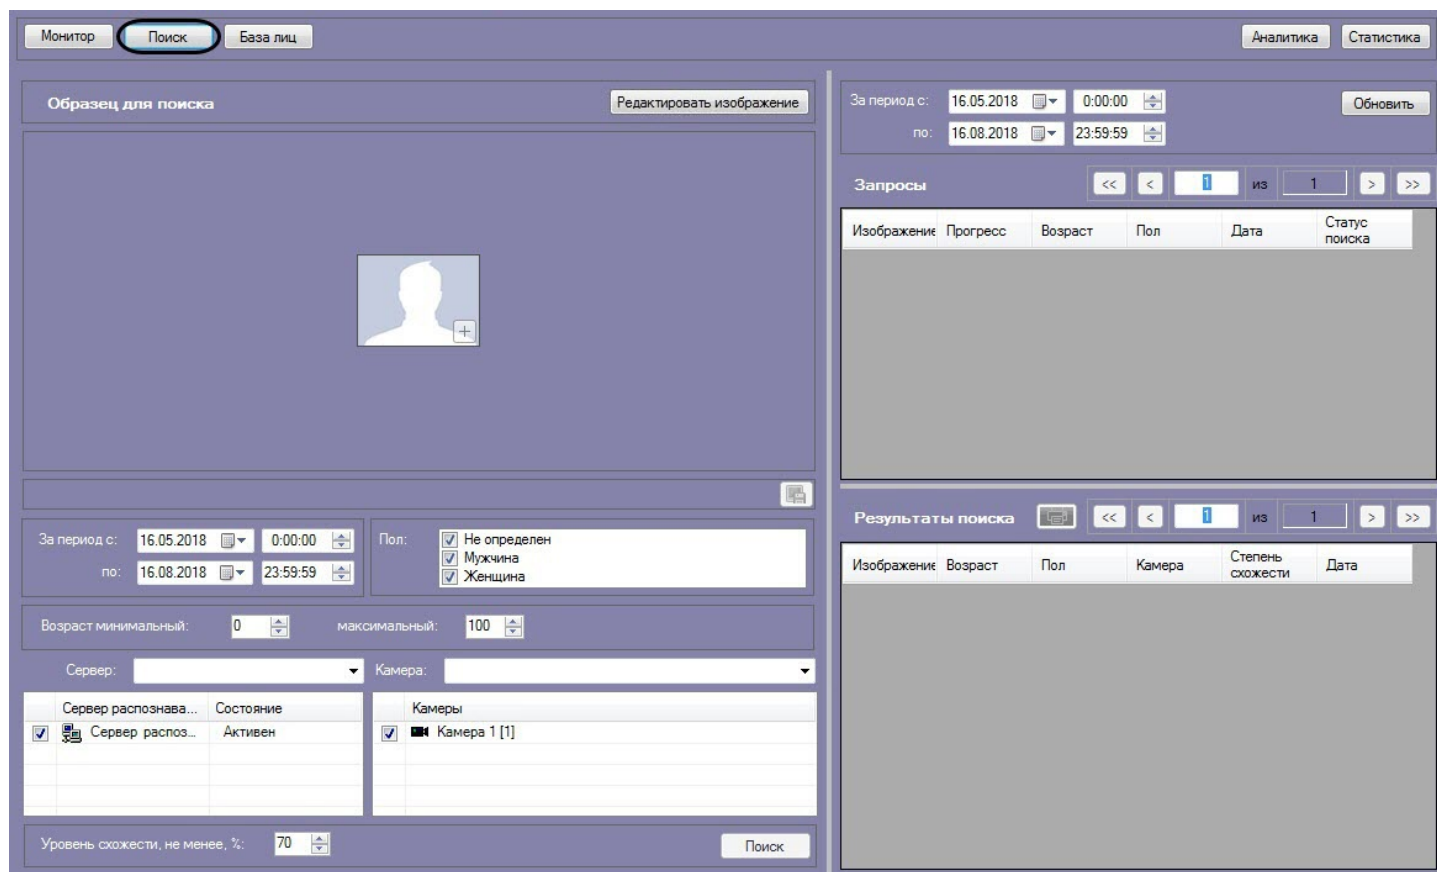 Монитор Поиск База лиц Аналитика Статистика
Образец для поиска Редактировать изображение
За период с: 16.05.2018 0:00:00 Обновить
по: 16.08.2018 23:59:59
Запросы << < 1 из 1 > >>
Изображение Прогресс Возраст Пол Дата Статус поиска
Результаты поиска << < 1 из 1 > >>
Изображение Возраст Пол Камера Степень схожести Дата
За период с: 16.05.2018 0:00:00
по: 16.08.2018 23:59:59
Пол: Не определен
Мужчина
Женщина
Возраст минимальный: 0 максимальный: 100
Сервер: Камера:
Сервер распознава... Состояние Камеры
Сервер распоз... Активен Камера 1 [1]
Уровень схожести, не менее, %: 70 Поиск